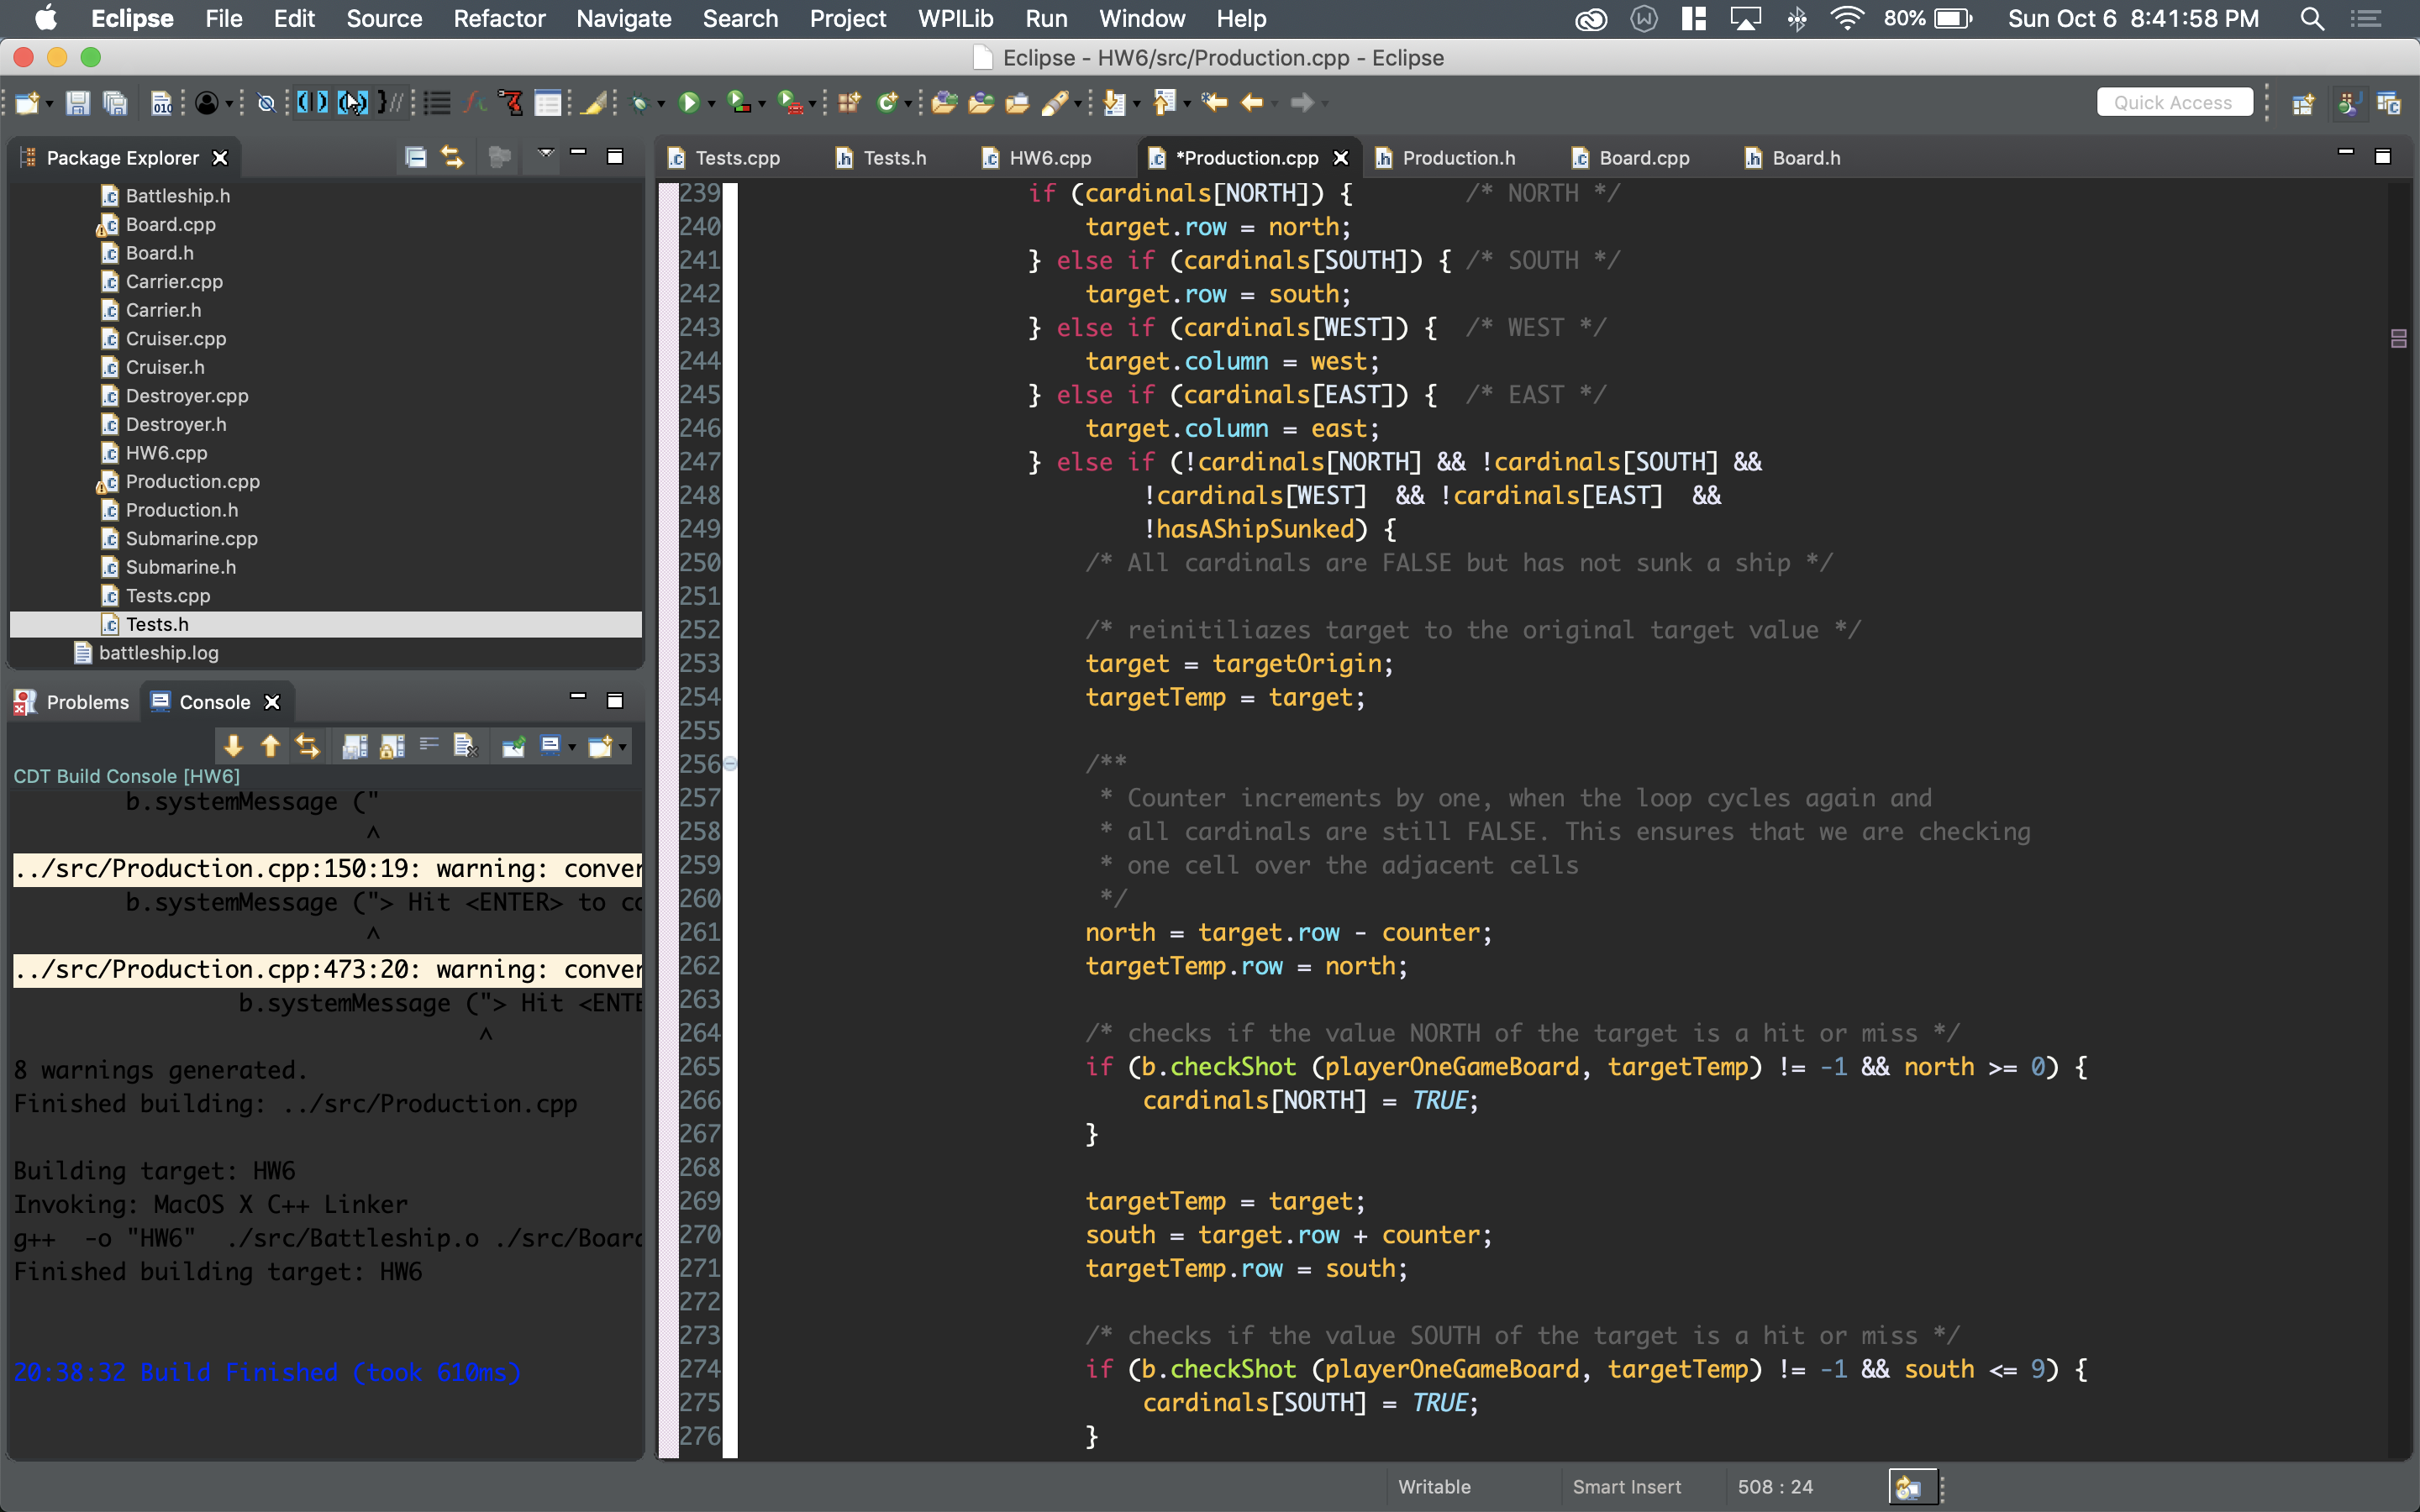 Eclipse File Edit Source Refactor Navigate Search Project WPILib Run Window Help 80% Sun Oct 6 8:41:58 PM
Eclipse - HW6/src/Production.cpp - Eclipse
Quick Access
Package Explorer
Battleship.h
Board.cpp
Board.h
Carrier.cpp
Carrier.h
Cruiser.cpp
Cruiser.h
Destroyer.cpp
Destroyer.h
HW6.cpp
Production.cpp
Production.h
Submarine.cpp
Submarine.h
Tests.cpp
Tests.h
battleship.log
Problems Console
CDT Build Console [HW6]
b.systemMessage ("
^
../src/Production.cpp:150:19: warning: conver
b.systemMessage ("> Hit <ENTER> to co
^
../src/Production.cpp:473:20: warning: conver
b.systemMessage ("> Hit <ENTE
^
8 warnings generated.
Finished building: ../src/Production.cpp
Building target: HW6
Invoking: MacOS X C++ Linker
g++  -o "HW6"  ./src/Battleship.o ./src/Board
Finished building target: HW6
20:38:32 Build Finished (took 610ms)
Tests.cpp Tests.h HW6.cpp *Production.cpp Production.h Board.cpp Board.h
239 if (cardinals[NORTH]) {        /* NORTH */
240 target.row = north;
241 } else if (cardinals[SOUTH]) { /* SOUTH */
242 target.row = south;
243 } else if (cardinals[WEST]) {  /* WEST */
244 target.column = west;
245 } else if (cardinals[EAST]) {  /* EAST */
246 target.column = east;
247 } else if (!cardinals[NORTH] && !cardinals[SOUTH] &&
248 !cardinals[WEST]  && !cardinals[EAST]  &&
249 !hasAShipSunked) {
250 /* All cardinals are FALSE but has not sunk a ship */
251
252 /* reinitiliazes target to the original target value */
253 target = targetOrigin;
254 targetTemp = target;
255
256 /**
257 * Counter increments by one, when the loop cycles again and
258 * all cardinals are still FALSE. This ensures that we are checking
259 * one cell over the adjacent cells
260 */
261 north = target.row - counter;
262 targetTemp.row = north;
263
264 /* checks if the value NORTH of the target is a hit or miss */
265 if (b.checkShot (playerOneGameBoard, targetTemp) != -1 && north >= 0) {
266 cardinals[NORTH] = TRUE;
267 }
268
269 targetTemp = target;
270 south = target.row + counter;
271 targetTemp.row = south;
272
273 /* checks if the value SOUTH of the target is a hit or miss */
274 if (b.checkShot (playerOneGameBoard, targetTemp) != -1 && south <= 9) {
275 cardinals[SOUTH] = TRUE;
276 }
Writable Smart Insert 508 : 24